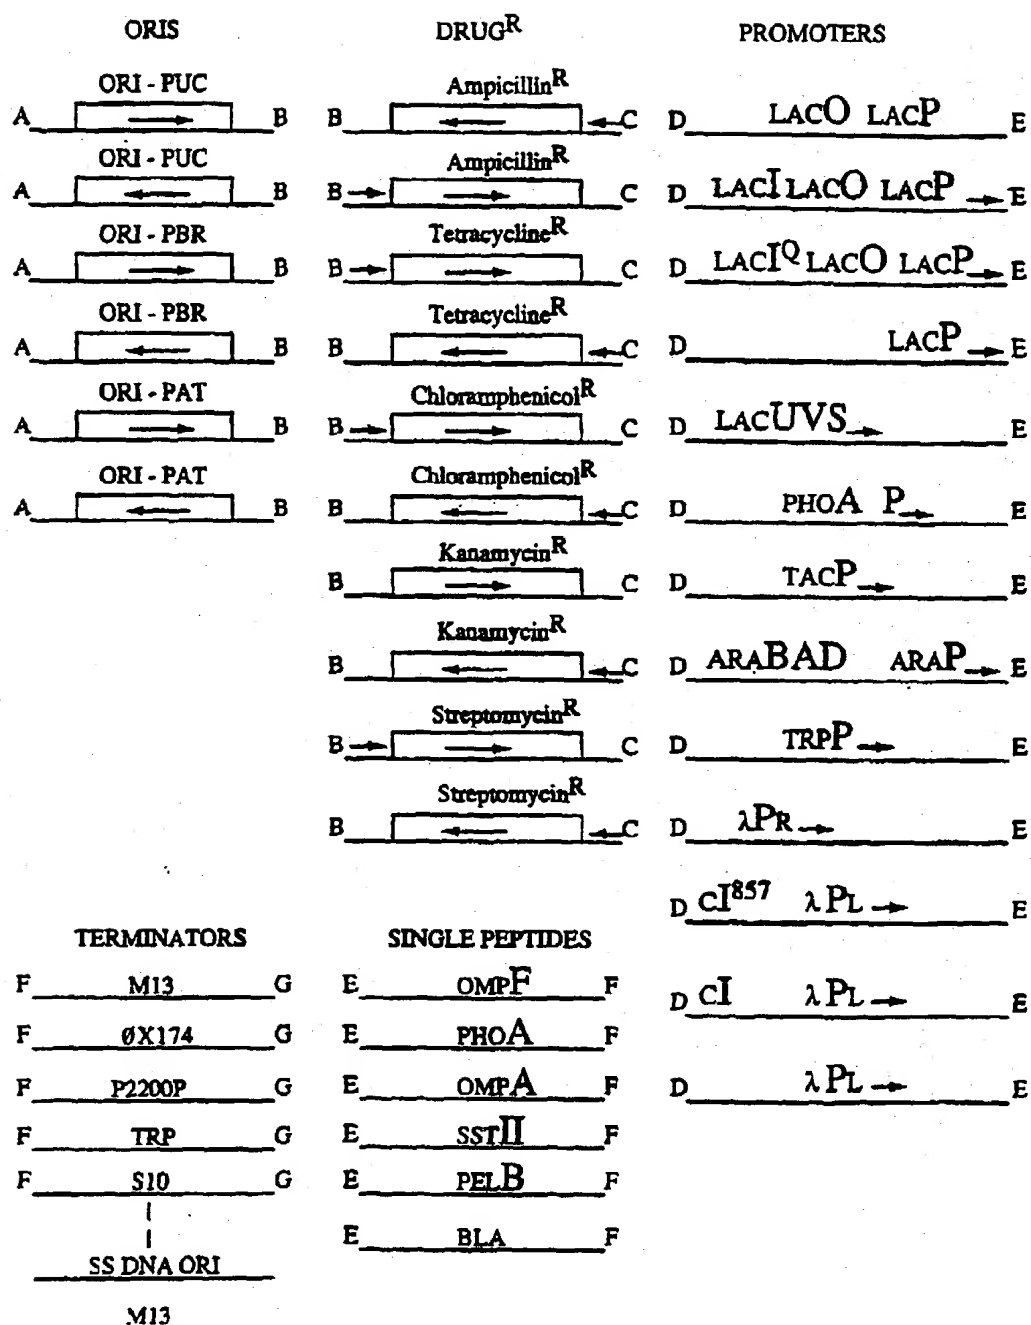 ORIS
ORI - PUC
A B
ORI - PUC
A B
ORI - PBR
A B
ORI - PBR
A B
ORI - PAT
A B
ORI - PAT
A B
DRUGR
AmpicillinR
B C
AmpicillinR
B C
TetracyclineR
B C
TetracyclineR
B C
ChloramphenicolR
B C
ChloramphenicolR
B C
KanamycinR
B C
KanamycinR
B C
StreptomycinR
B C
StreptomycinR
B C
PROMOTERS
D LACO LACP E
D LACI LACO LACP E
D LACIQ LACO LACP E
D LACP E
D LACUVS E
D PHOA P E
D TACP E
D ARABAD ARAP E
D TRPP E
D λPR E
D CI857 λPL E
D CI λPL E
D λPL E
TERMINATORS
F M13 G
F ØX174 G
F P2200P G
F TRP G
F S10 G
SS DNA ORI
M13
SINGLE PEPTIDES
E OMPF F
E PHOA F
E OMPA F
E SSTII F
E PELB F
E BLA F